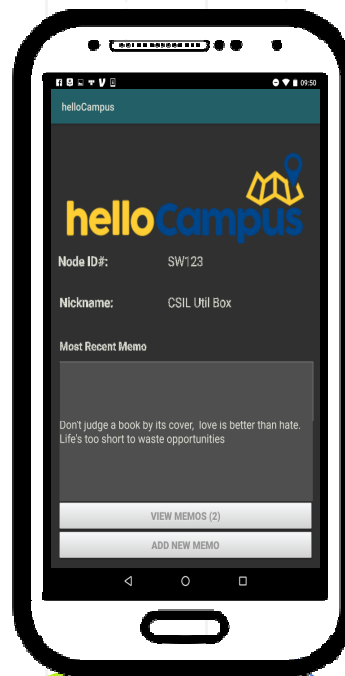 09:50
helloCampus
helloCampus
Node ID#: SW123
Nickname: CSIL Util Box
Most Recent Memo
Don't judge a book by its cover, love is better than hate.
Life's too short to waste opportunities
VIEW MEMOS (2)
ADD NEW MEMO